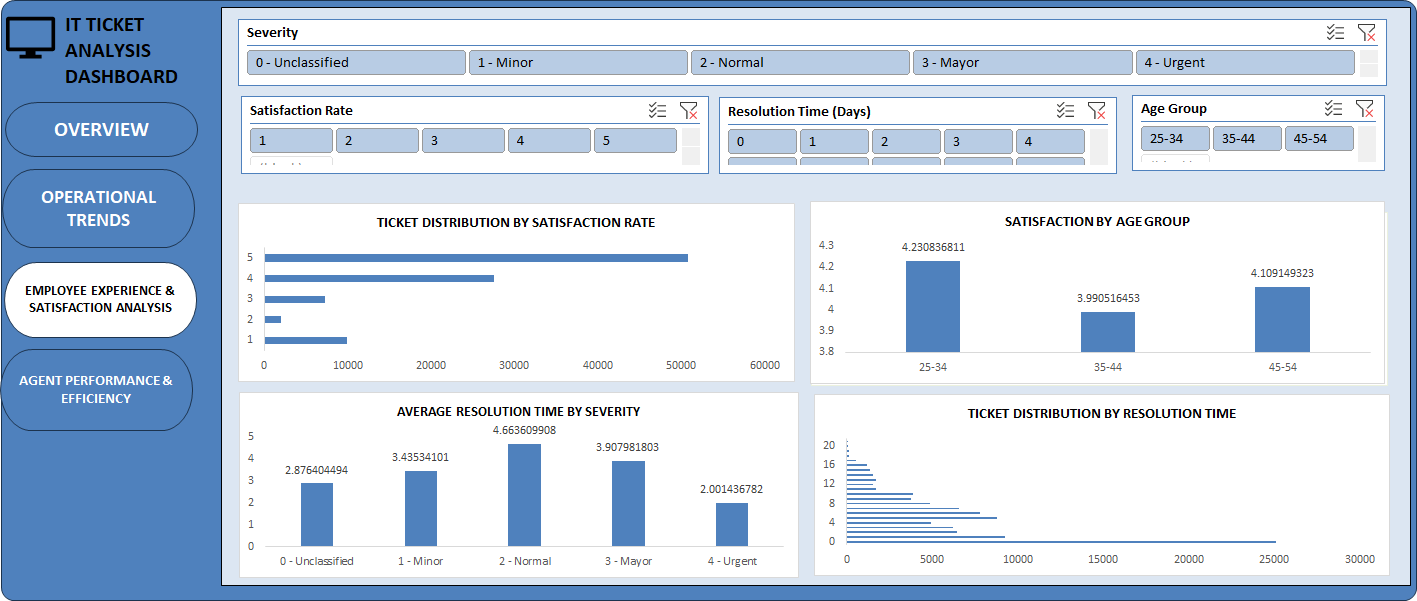 IT TICKET
ANALYSIS
DASHBOARD
OVERVIEW
OPERATIONAL
TRENDS
EMPLOYEE EXPERIENCE &
SATISFACTION ANALYSIS
AGENT PERFORMANCE &
EFFICIENCY
Severity
0 - Unclassified 1 - Minor 2 - Normal 3 - Mayor 4 - Urgent
Satisfaction Rate
1 2 3 4 5
Resolution Time (Days)
0 1 2 3 4
Age Group
25-34 35-44 45-54
TICKET DISTRIBUTION BY SATISFACTION RATE
5
4
3
2
1
0 10000 20000 30000 40000 50000 60000
SATISFACTION BY AGE GROUP
4.3
4.2
4.1
4
3.9
3.8
4.230836811
3.990516453
4.109149323
25-34 35-44 45-54
AVERAGE RESOLUTION TIME BY SEVERITY
5
4
3
2
1
0
2.876404494
3.43534101
4.663609908
3.907981803
2.001436782
0 - Unclassified 1 - Minor 2 - Normal 3 - Mayor 4 - Urgent
TICKET DISTRIBUTION BY RESOLUTION TIME
20
16
12
8
4
0
0 5000 10000 15000 20000 25000 30000